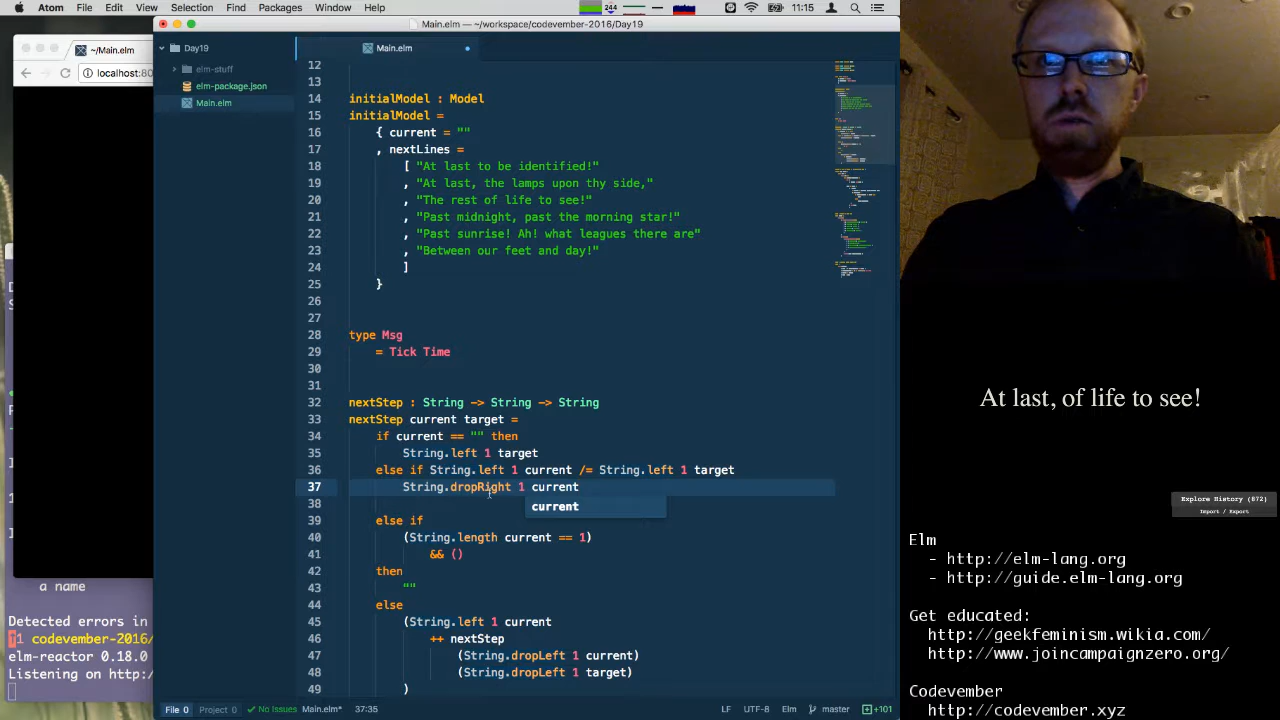 Atom File Edit View Selection Find Packages Window Help 244 11:15
Main.elm — ~/workspace/codevember-2016/Day19
~/Main.elm
localhost:80
Day19
elm-stuff
elm-package.json
Main.elm
Main.elm
12
13
14 initialModel : Model
15 initialModel =
16 { current = ""
17 , nextLines =
18 [ "At last to be identified!"
19 , "At last, the lamps upon thy side,"
20 , "The rest of life to see!"
21 , "Past midnight, past the morning star!"
22 , "Past sunrise! Ah! what leagues there are"
23 , "Between our feet and day!"
24 ]
25 }
26
27
28 type Msg
29 = Tick Time
30
31
32 nextStep : String -> String -> String
33 nextStep current target =
34 if current == "" then
35 String.left 1 target
36 else if String.left 1 current /= String.left 1 target
37 String.dropRight 1 current
38 current
39 else if
40 (String.length current == 1)
41 && ()
42 then
43 ""
44 else
45 (String.left 1 current
46 ++ nextStep
47 (String.dropLeft 1 current)
48 (String.dropLeft 1 target)
49 )
a name
Detected errors in
1 codevember-2016/
elm-reactor 0.18.0
Listening on http:/
File 0 Project 0 No Issues Main.elm* 37:35 LF UTF-8 Elm master +101
At last, of life to see!
Explore History (872)
Import / Export
Elm
- http://elm-lang.org
- http://guide.elm-lang.org
Get educated:
http://geekfeminism.wikia.com/
http://www.joincampaignzero.org/
Codevember
http://codevember.xyz